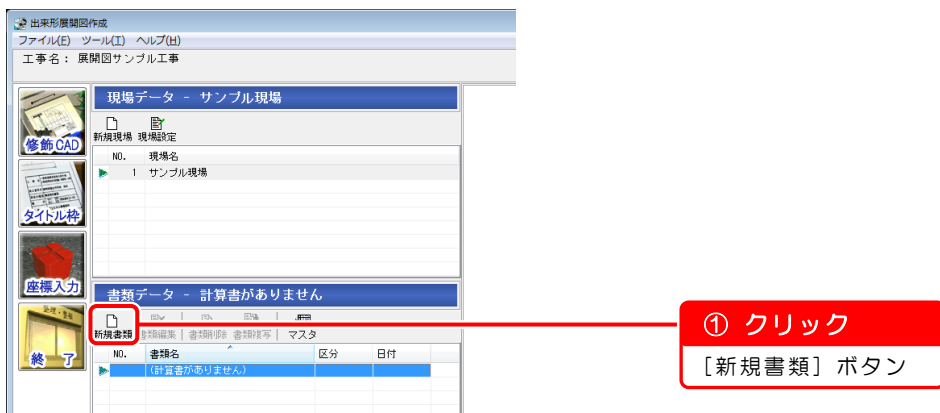 出来形展開図作成
ファイル(F) ツール(T) ヘルプ(H)
工事名： 展開図サンプル工事
修飾CAD
タイトル枠
座標入力
終 了
現場データ － サンプル現場
新規現場 現場設定
NO. 現場名
1 サンプル現場
書類データ － 計算書がありません
新規書類 書類編集 書類削除 書類複写 マスタ
NO. 書類名 区分 日付
(計算書がありません)
① クリック
［新規書類］ボタン